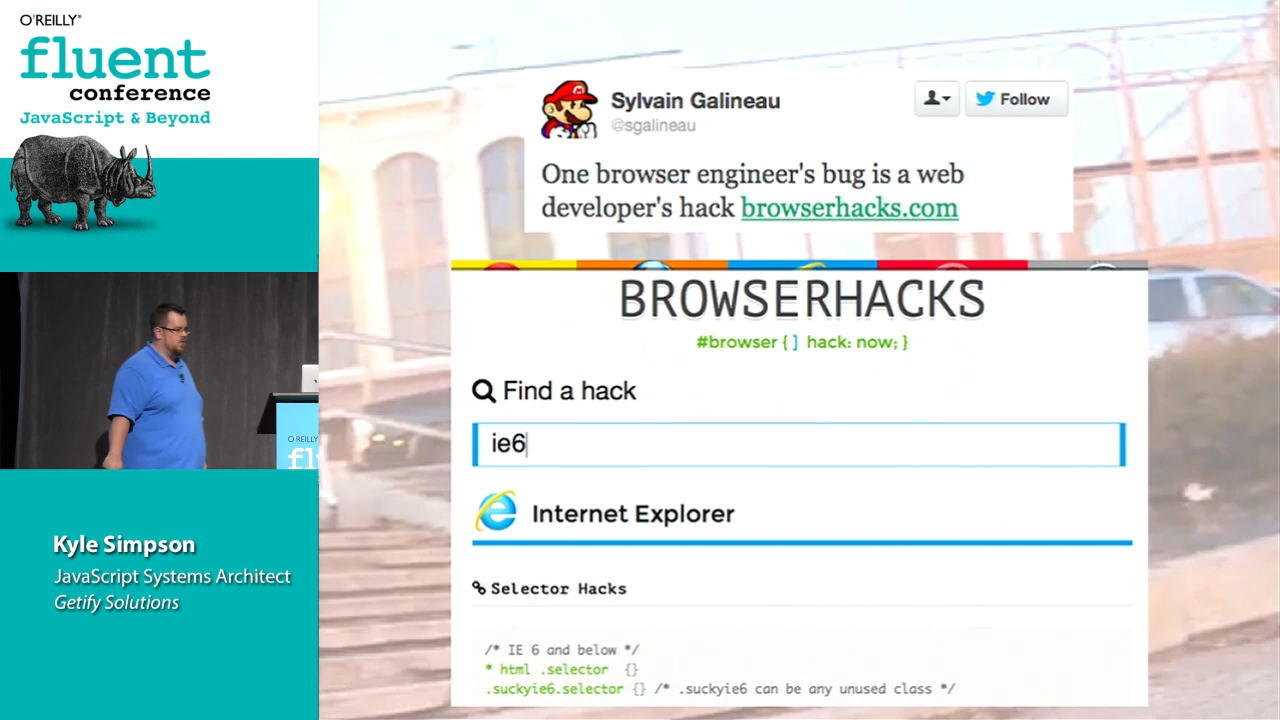 O'REILLY®
fluent
conference
JavaScript & Beyond
Sylvain Galineau
@sgalineau
Follow
One browser engineer's bug is a web
developer's hack browserhacks.com
BROWSERHACKS
#browser { ] hack: now; }
Find a hack
ie6
Internet Explorer
Selector Hacks
/* IE 6 and below */
* html .selector {}
.suckyie6.selector {} /* .suckyie6 can be any unused class */
O'REILLY
fl
Kyle Simpson
JavaScript Systems Architect
Getify Solutions